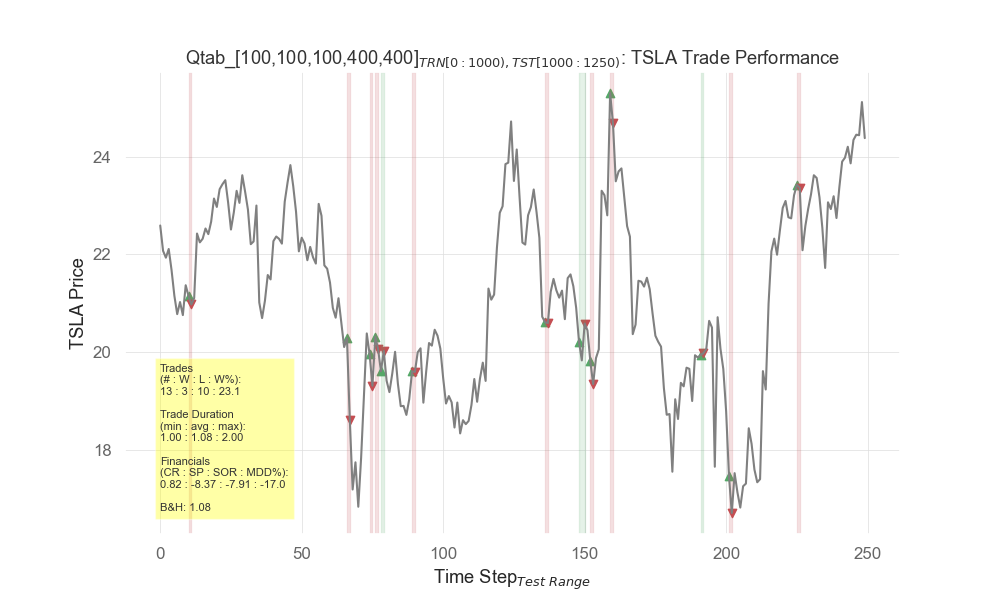 Qtab_[100,100,100,400,400]TRN[0 : 1000), TST[1000 : 1250): TSLA Trade Performance
TSLA Price
24
22
20
18
Trades
(# : W : L : W%):
13 : 3 : 10 : 23.1
Trade Duration
(min : avg : max):
1.00 : 1.08 : 2.00
Financials
(CR : SP : SOR : MDD%):
0.82 : -8.37 : -7.91 : -17.0
B&H: 1.08
0 50 100 150 200 250
Time StepTest Range